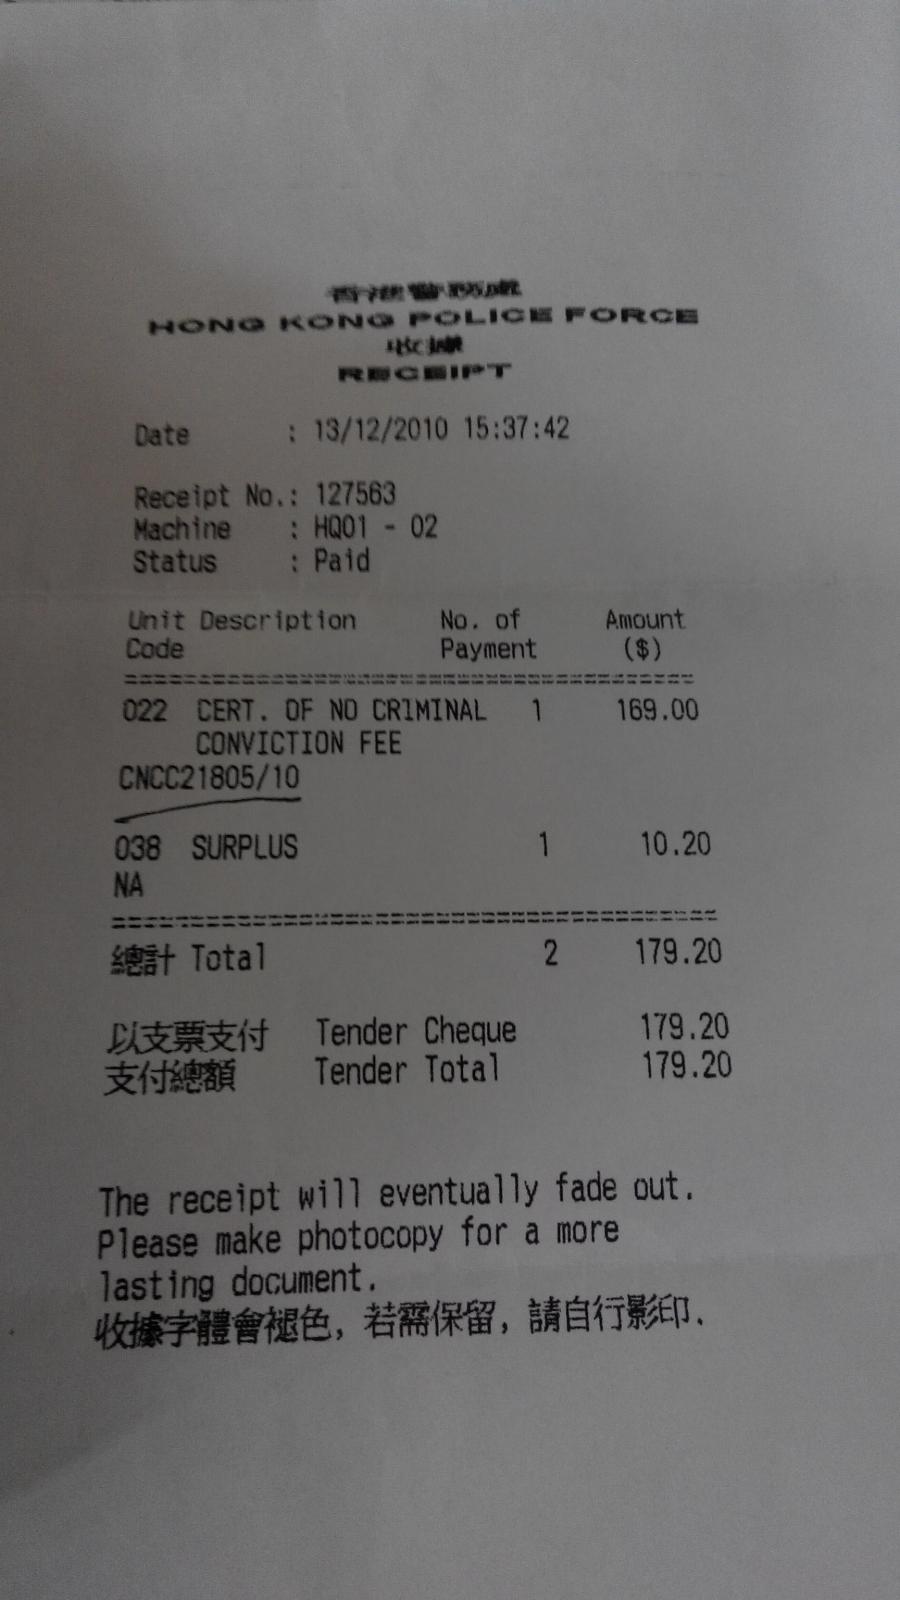 香港警務處
HONG KONG POLICE FORCE
收據
RECEIPT
Date : 13/12/2010 15:37:42
Receipt No.: 127563
Machine : HQ01 - 02
Status : Paid
Unit Description No. of Amount
Code Payment ($)
=========================================
022 CERT. OF NO CRIMINAL 1 169.00
CONVICTION FEE
CNCC21805/10
038 SURPLUS 1 10.20
NA
=========================================
總計 Total 2 179.20
以支票支付 Tender Cheque 179.20
支付總額 Tender Total 179.20
The receipt will eventually fade out.
Please make photocopy for a more
lasting document.
收據字體會褪色, 若需保留, 請自行影印.